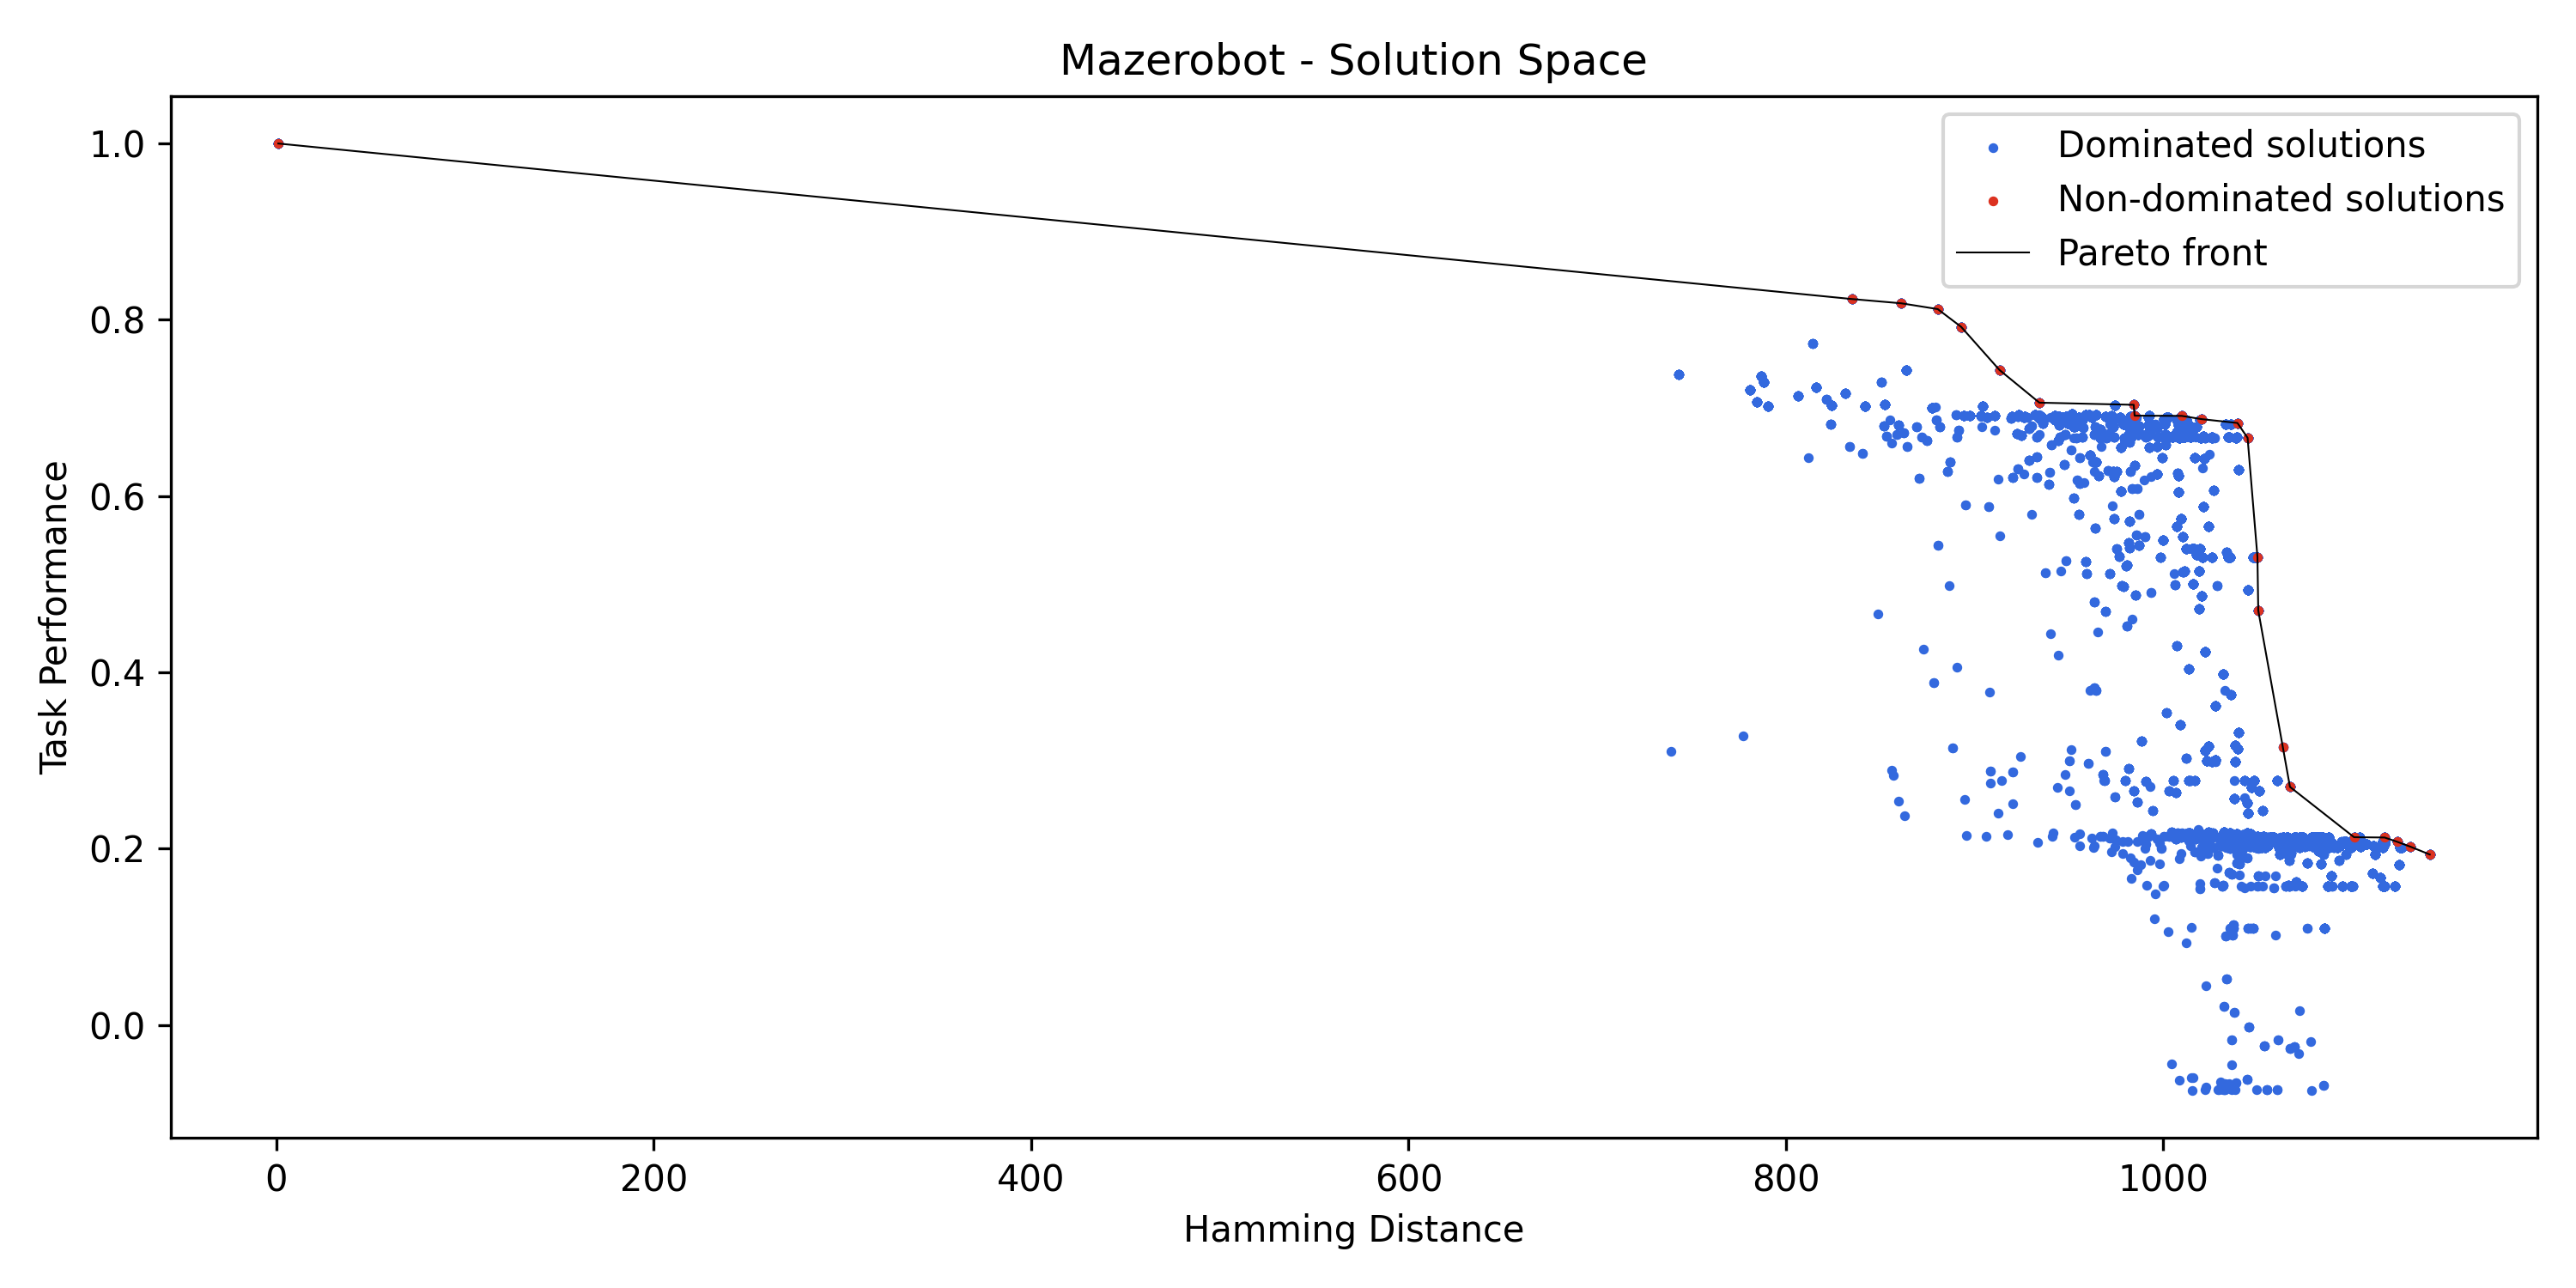 Mazerobot - Solution Space
Dominated solutions
Non-dominated solutions
Pareto front
1.0
0.8
0.6
0.4
0.2
0.0
Task Performance
0
200
400
600
800
1000
Hamming Distance